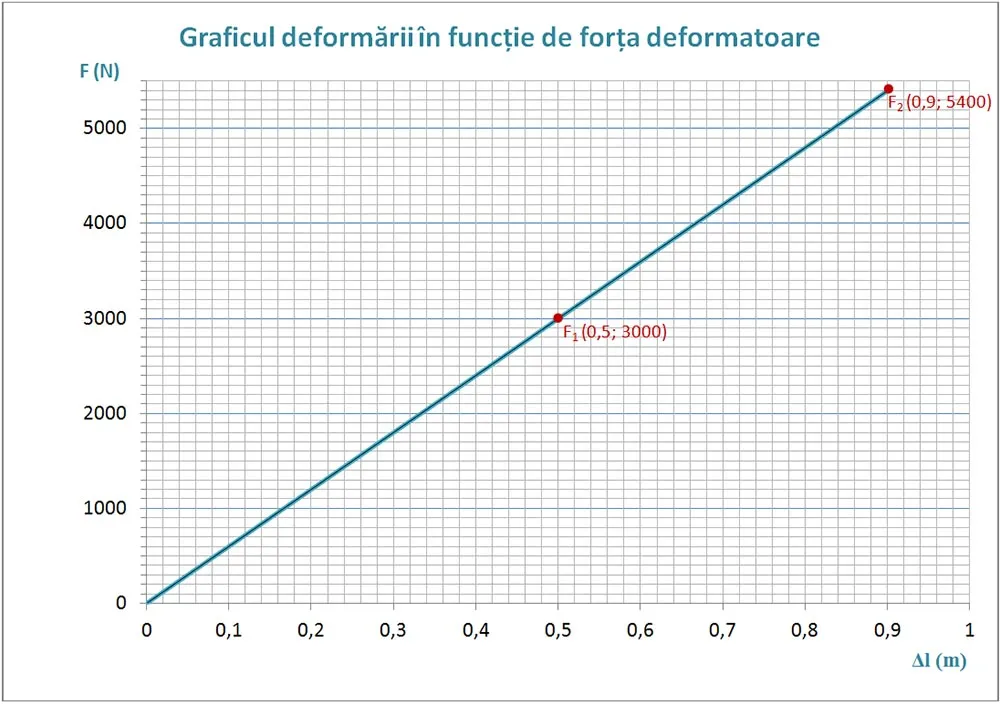 Graficul deformării în funcție de forța deformatoare
F (N)
F₂ (0,9; 5400)
5000
4000
3000
F₁ (0,5; 3000)
2000
1000
0
0 0,1 0,2 0,3 0,4 0,5 0,6 0,7 0,8 0,9 1
Δl (m)